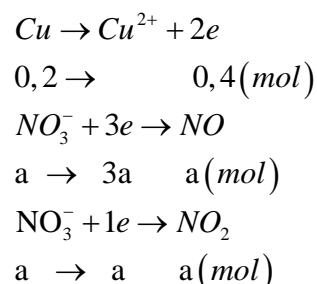 Cu → Cu²⁺ + 2e
0, 2 → 0, 4(mol)
NO₃⁻ + 3e → NO
a → 3a a(mol)
NO₃⁻ + 1e → NO₂
a → a a(mol)